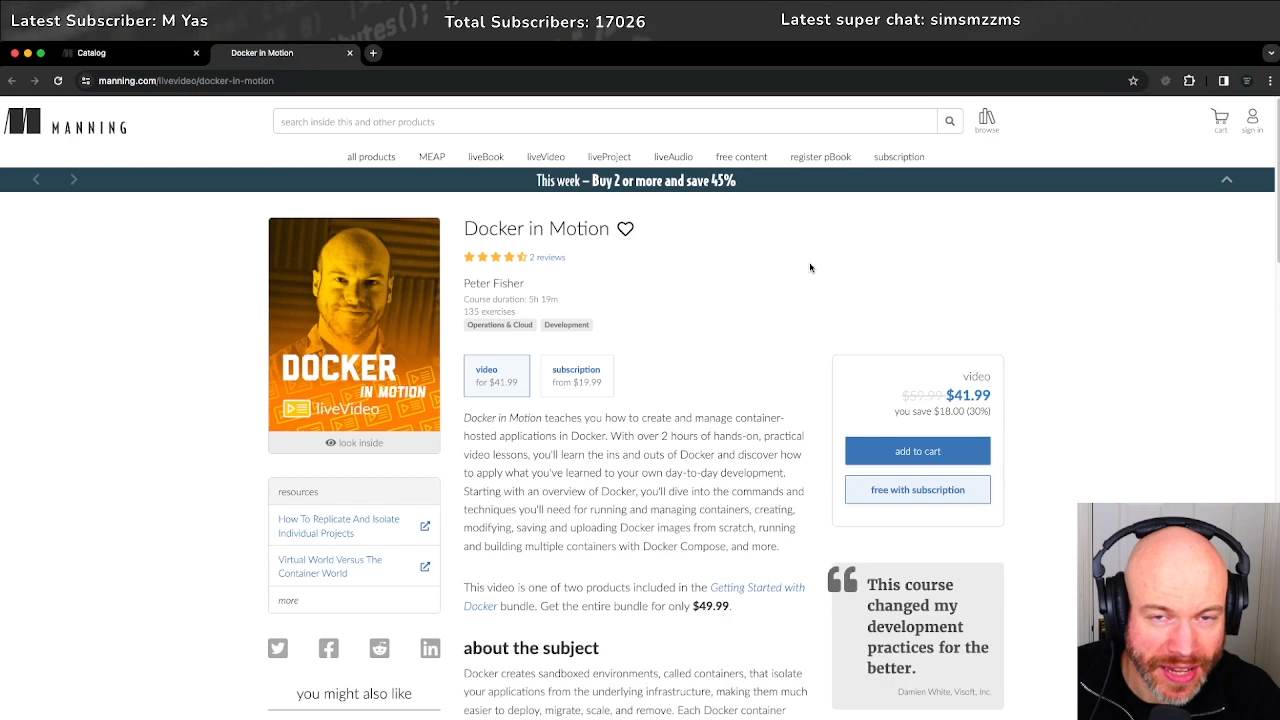 Latest Subscriber: M Yas
Total Subscribers: 17026
Latest super chat: simsmzzms
Catalog
Docker in Motion
manning.com/livevideo/docker-in-motion
MANNING
search inside this and other products
browse
cart
sign in
all products
MEAP
liveBook
liveVideo
liveProject
liveAudio
free content
register pBook
subscription
This week – Buy 2 or more and save 45%
DOCKER
IN MOTION
liveVideo
look inside
Docker in Motion
2 reviews
Peter Fisher
Course duration: 5h 19m
135 exercises
Operations & Cloud
Development
video
for $41.99
subscription
from $19.99
Docker in Motion teaches you how to create and manage container-
hosted applications in Docker. With over 2 hours of hands-on, practical
video lessons, you'll learn the ins and outs of Docker and discover how
to apply what you've learned to your own day-to-day development.
Starting with an overview of Docker, you'll dive into the commands and
techniques you'll need for running and managing containers, creating,
modifying, saving and uploading Docker images from scratch, running
and building multiple containers with Docker Compose, and more.
This video is one of two products included in the Getting Started with
Docker bundle. Get the entire bundle for only $49.99.
about the subject
Docker creates sandboxed environments, called containers, that isolate
your applications from the underlying infrastructure, making them much
easier to deploy, migrate, scale, and remove. Each Docker container
resources
How To Replicate And Isolate
Individual Projects
Virtual World Versus The
Container World
more
you might also like
video
$59.99 $41.99
you save $18.00 (30%)
add to cart
free with subscription
This course
changed my
development
practices for the
better.
Damien White, Visoft, Inc.